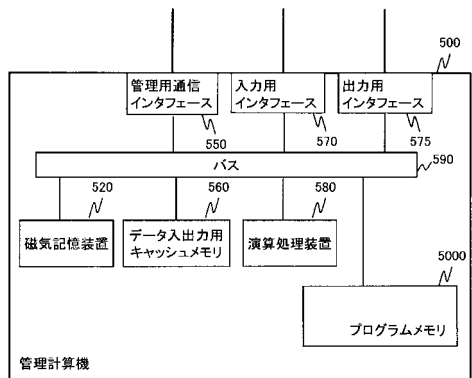 500
管理用通信
インタフェース
入力用
インタフェース
出力用
インタフェース
550
570
575
バス
590
520
560
580
磁気記憶装置
データ入出力用
キャッシュメモリ
演算処理装置
5000
プログラムメモリ
管理計算機